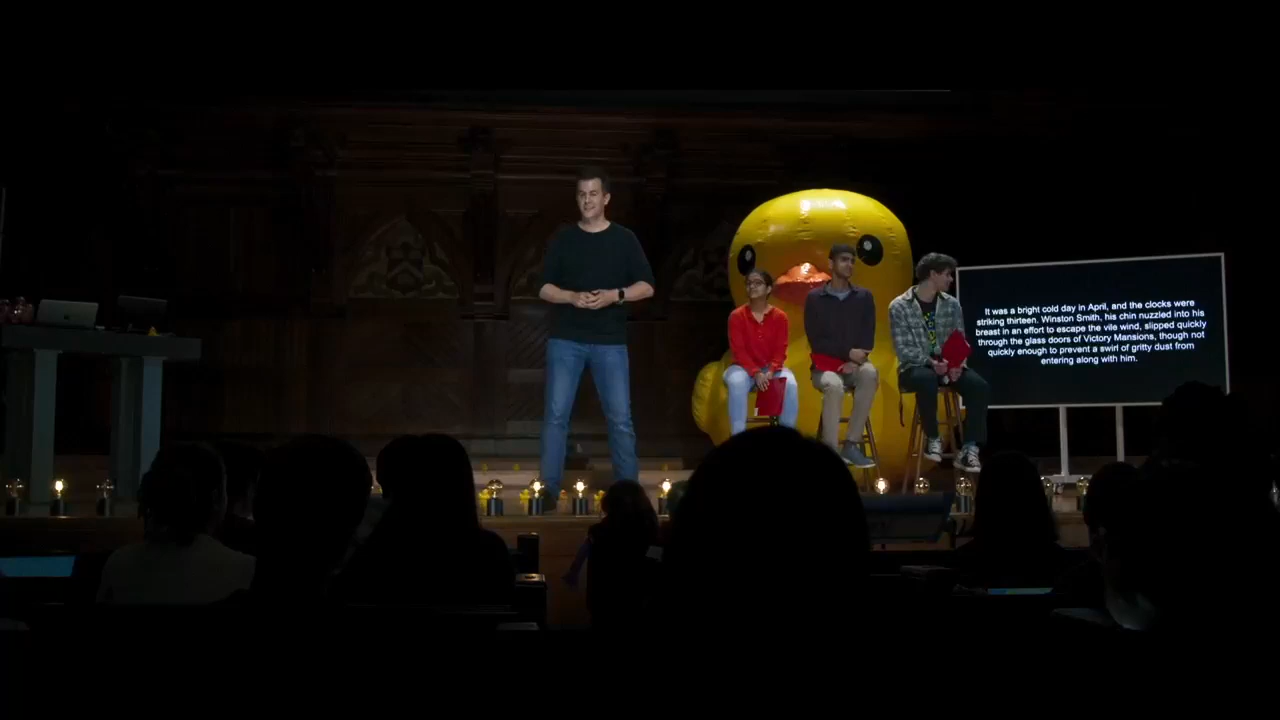 It was a bright cold day in April, and the clocks were
striking thirteen. Winston Smith, his chin nuzzled into his
breast in an effort to escape the vile wind, slipped quickly
through the glass doors of Victory Mansions, though not
quickly enough to prevent a swirl of gritty dust from
entering along with him.